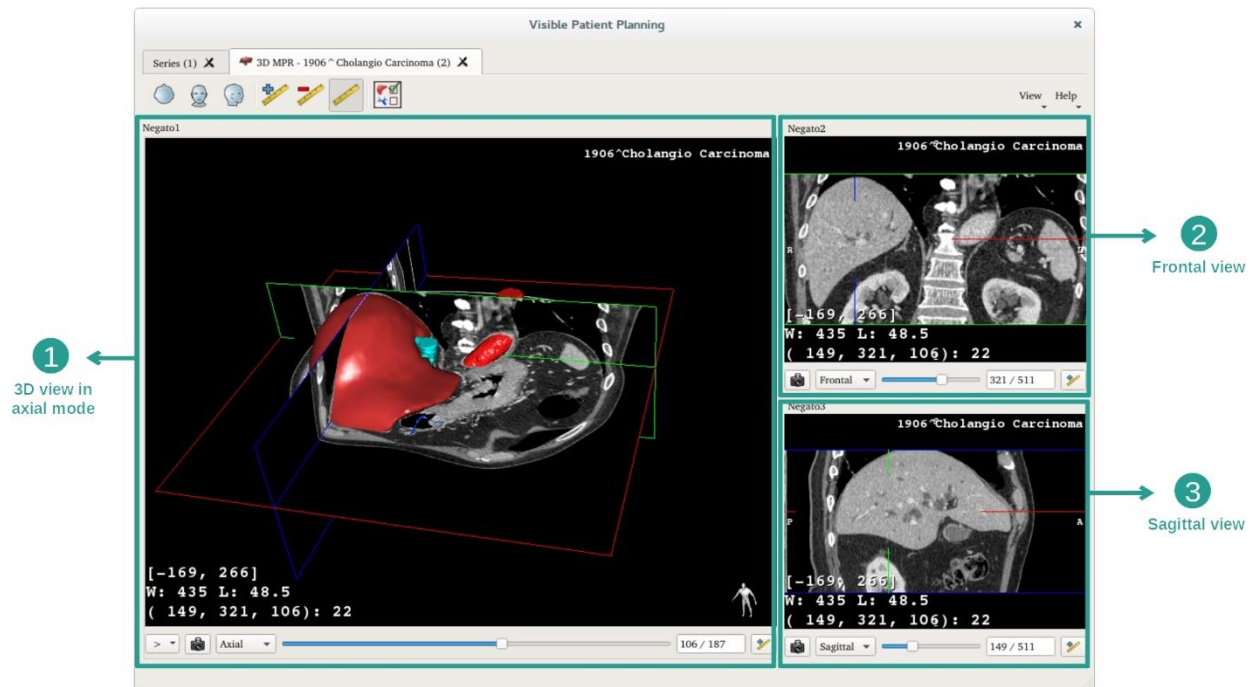 Visible Patient Planning
Series (1)
3D MPR - 1906 ^ Cholangio Carcinoma (2)
View
Help
Negato1
1906^Cholangio Carcinoma
[-169, 266]
W: 435 L: 48.5
( 149, 321, 106): 22
>
Axial
106 / 187
1
3D view in
axial mode
Negato2
1906^Cholangio Carcinoma
R
L
[-169, 266]
W: 435 L: 48.5
( 149, 321, 106): 22
Frontal
321 / 511
2
Frontal view
Negato3
1906^Cholangio Carcinoma
P
A
[-169, 266]
W: 435 L: 48.5
( 149, 321, 106): 22
Sagittal
149 / 511
3
Sagittal view